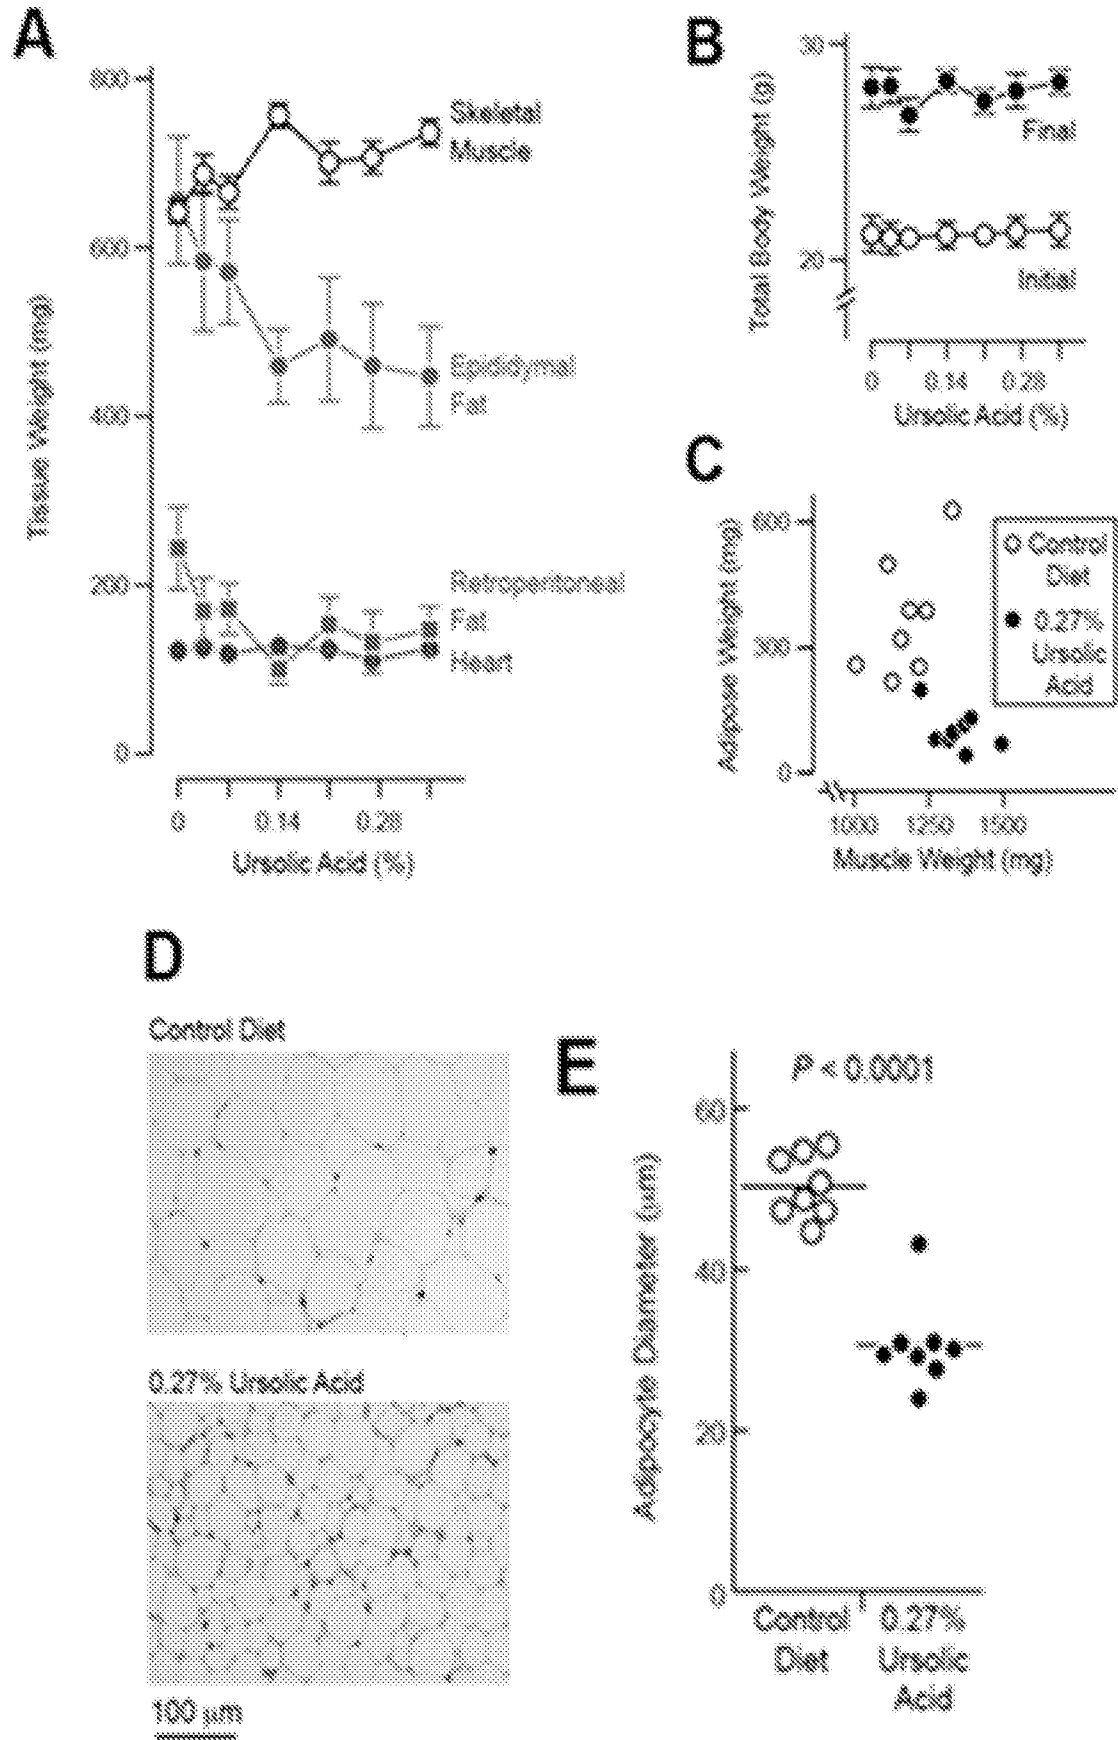 A
800
600
400
200
0
Tissue Weight (mg)
Skeletal
Muscle
Epididymal
Fat
Retroperitoneal
Fat
Heart
0 0.14 0.28
Ursolic Acid (%)
B
30
20
Total Body Weight (g)
Final
Initial
0 0.14 0.28
Ursolic Acid (%)
C
600
300
0
Adipose Weight (mg)
Control
Diet
0.27%
Ursolic
Acid
1000 1250 1500
Muscle Weight (mg)
D
Control Diet
0.27% Ursolic Acid
100 μm
E
P < 0.0001
60
40
20
0
Adipocyte Diameter (μm)
Control
Diet
0.27%
Ursolic
Acid